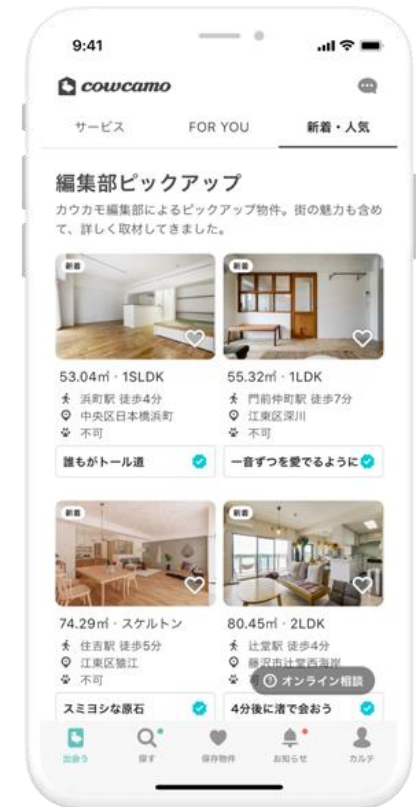 9:41
cowcamo
サービス
FOR YOU
新着・人気
編集部ピックアップ
カウカモ編集部によるピックアップ物件。街の魅力も含め
て、詳しく取材してきました。
新着
53.04㎡・1SLDK
浜町駅 徒歩4分
中央区日本橋浜町
不可
誰もがトール道
55.32㎡・1LDK
門前仲町駅 徒歩7分
江東区深川
不可
一音ずつを愛でるように
新着
74.29㎡・スケルトン
住吉駅 徒歩5分
江東区猿江
不可
スミヨシな原石
新着
80.45㎡・2LDK
辻堂駅 徒歩4分
藤沢市辻堂西海岸
オンライン相談
4分後に渚で会おう
出会う
探す
保存物件
お知らせ
カルテ